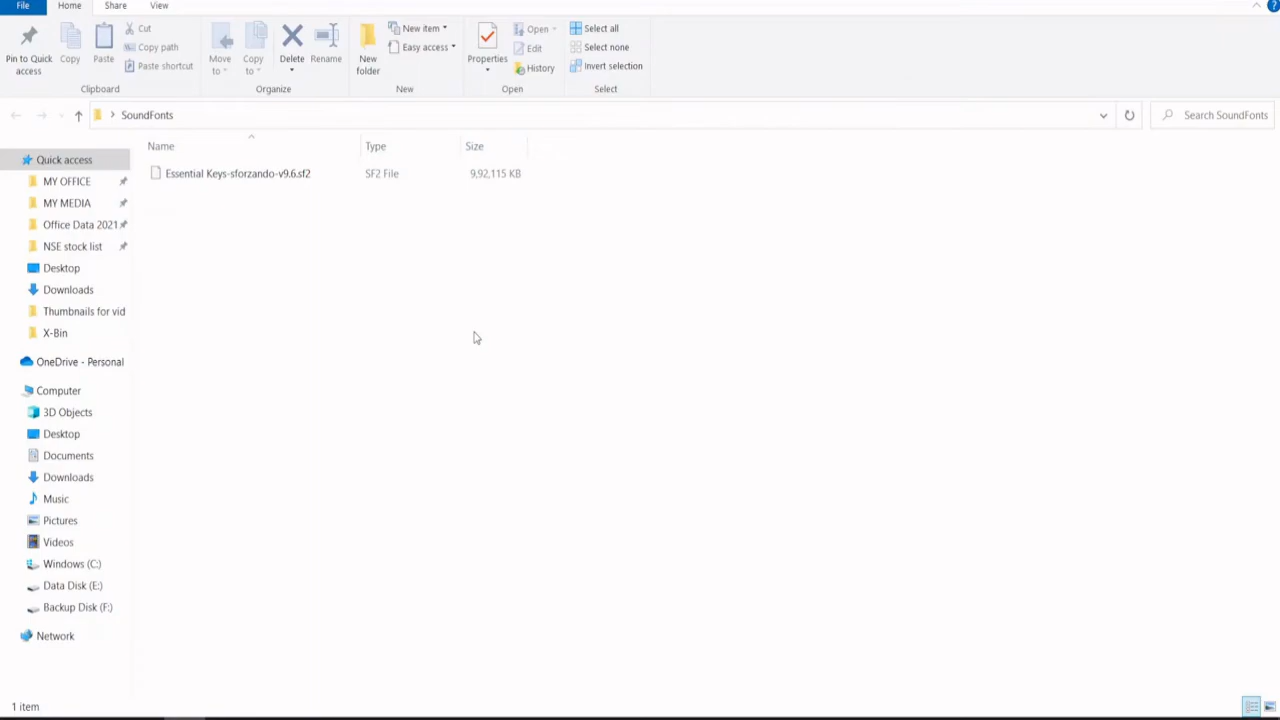 File Home Share View
Pin to Quick access
Copy
Paste
Cut
Copy path
Paste shortcut
Clipboard
Move to
Copy to
Delete
Rename
Organize
New folder
New item
Easy access
New
Properties
Open
Edit
History
Open
Select all
Select none
Invert selection
Select
SoundFonts
Search SoundFonts
Name Type Size
Essential Keys-sforzando-v9.6.sf2 SF2 File 9,92,115 KB
Quick access
MY OFFICE
MY MEDIA
Office Data 2021
NSE stock list
Desktop
Downloads
Thumbnails for vid
X-Bin
OneDrive - Personal
Computer
3D Objects
Desktop
Documents
Downloads
Music
Pictures
Videos
Windows (C:)
Data Disk (E:)
Backup Disk (F:)
Network
1 item